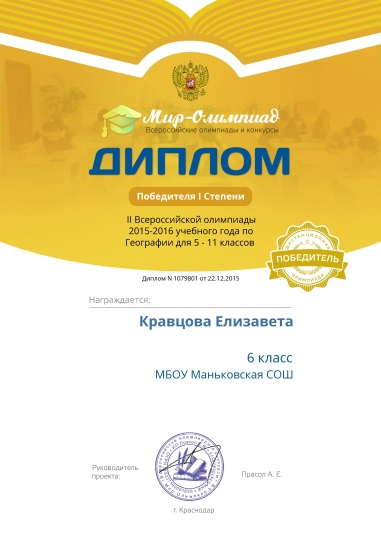 Мир-Олимпиад
Всероссийские олимпиады и конкурсы
ДИПЛОМ
Победителя I Степени
II Всероссийской олимпиады
2015-2016 учебного года по
Географии для 5 - 11 классов
ДИСТАНЦИОННАЯ
ПОБЕДИТЕЛЬ
ОЛИМПИАДА
Диплом N 1079801 от 22.12.2015
Награждается:
Кравцова Елизавета
6 класс
МБОУ Маньковская СОШ
Руководитель
проекта:
Прасол А. Е.
г. Краснодар